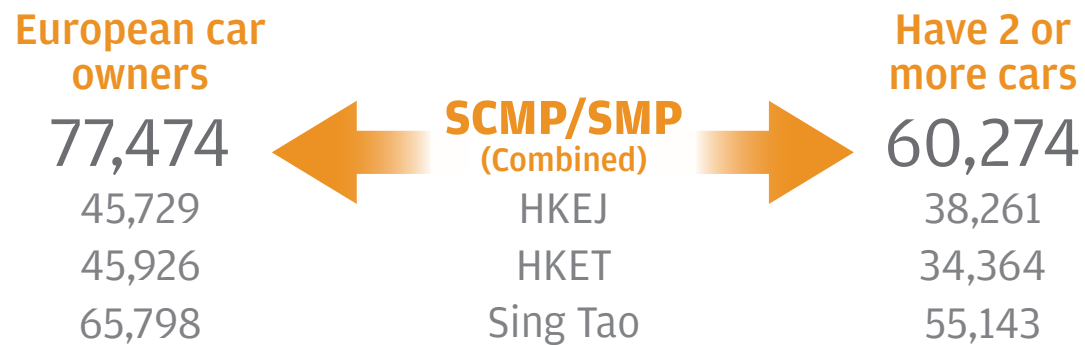 European car owners
Have 2 or more cars
77,474 SCMP/SMP (Combined) 60,274
45,729 HKEJ 38,261
45,926 HKET 34,364
65,798 Sing Tao 55,143